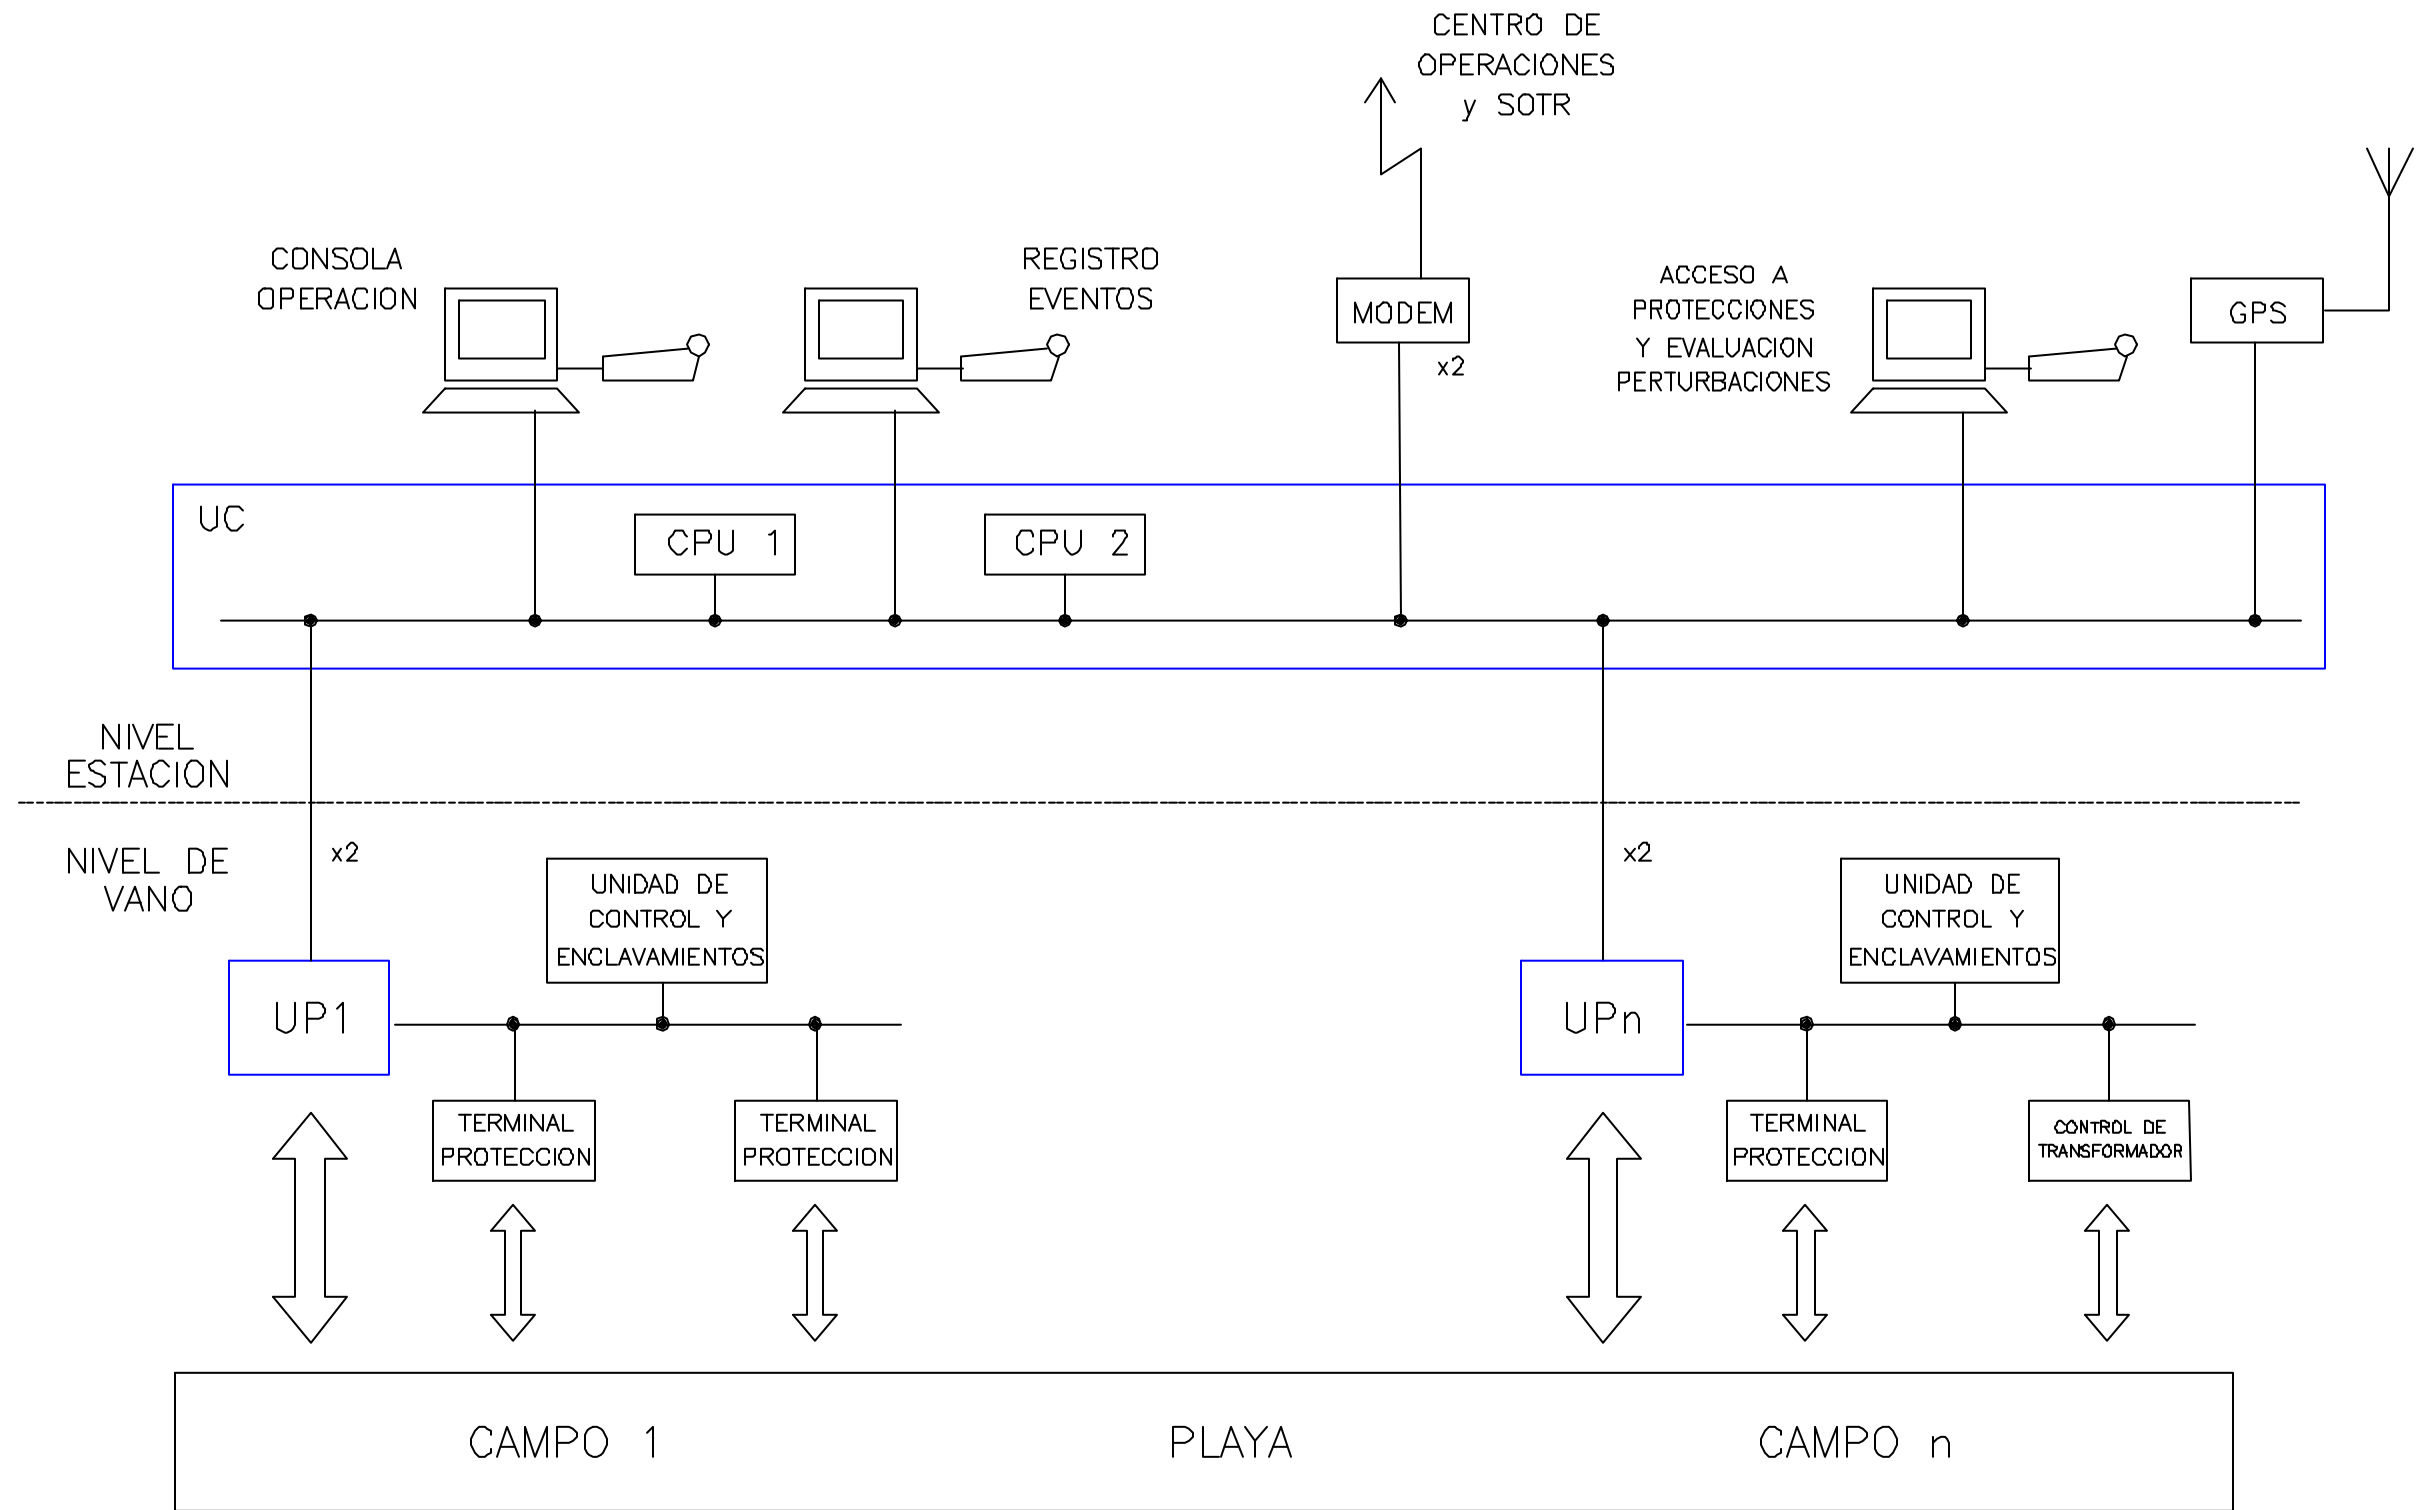 CENTRO DE
OPERACIONES
y SOTR
CONSOLA
OPERACION
REGISTRO
EVENTOS
MODEM
x2
ACCESO A
PROTECCIONES
Y EVALUACION
PERTURBACIONES
GPS
UC
CPU 1
CPU 2
NIVEL
ESTACION
NIVEL DE
VANO
x2
UNIDAD DE
CONTROL Y
ENCLAVAMIENTOS
UP1
TERMINAL
PROTECCION
TERMINAL
PROTECCION
x2
UNIDAD DE
CONTROL Y
ENCLAVAMIENTOS
UPn
TERMINAL
PROTECCION
CONTROL DE
TRANSFORMADOR
CAMPO 1
PLAYA
CAMPO n